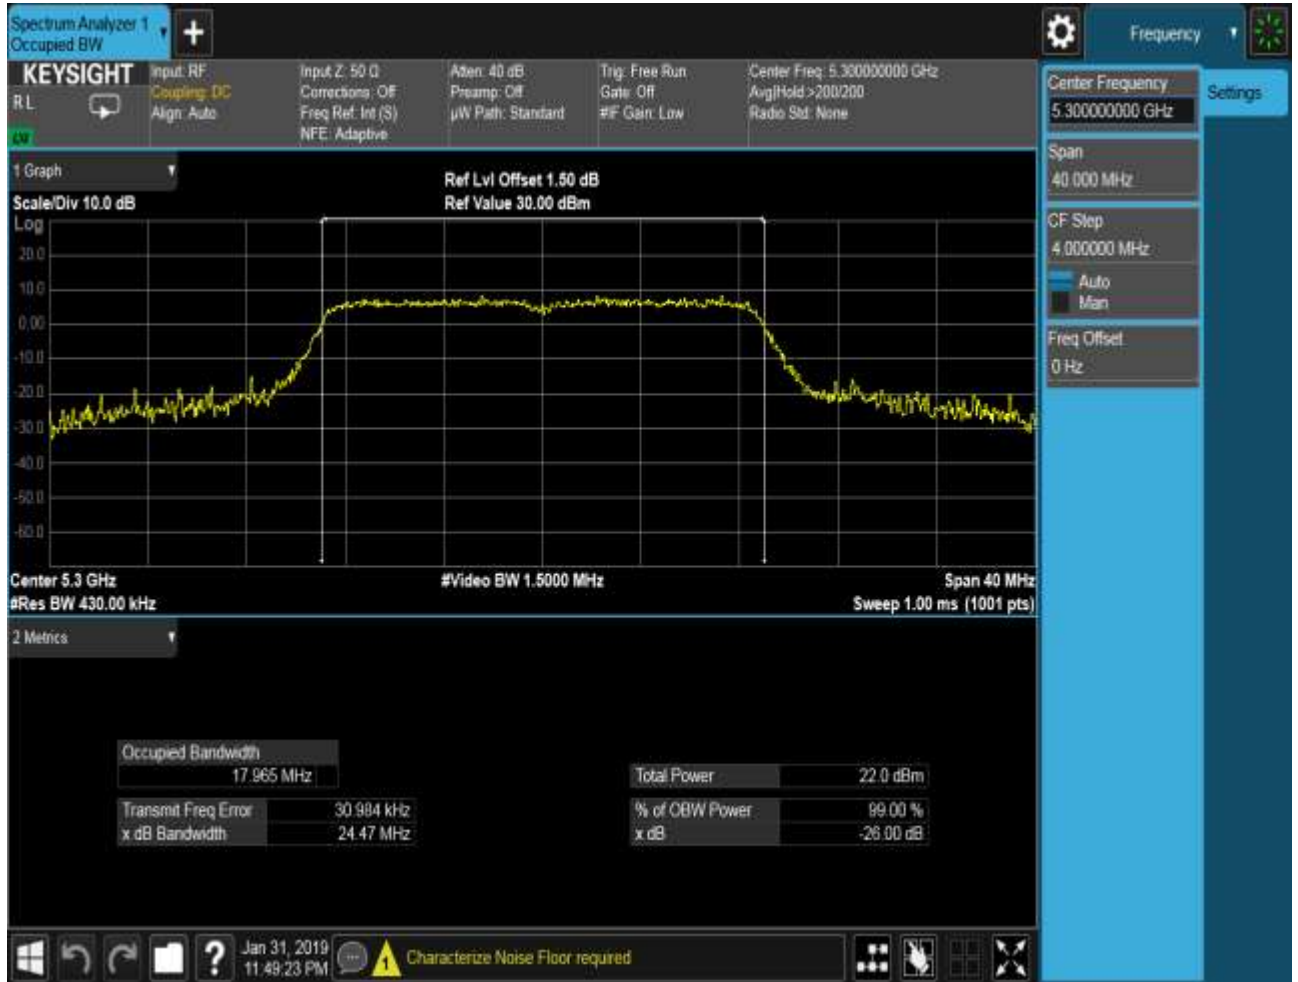 Spectrum Analyzer 1
Occupied BW
+
Frequency
KEYSIGHT
Input: RF
Input Z: 50 Ω
Atten: 40 dB
Trig: Free Run
Center Freq: 5.300000000 GHz
R L
Coupling: DC
Corrections: Off
Preamp: Off
Gate: Off
Avg|Hold:>200/200
Align: Auto
Freq Ref: Int (S)
µW Path: Standard
#IF Gain: Low
Radio Std: None
NFE: Adaptive
Center Frequency
5.300000000 GHz
Settings
Span
40.000 MHz
CF Step
4.000000 MHz
Auto
Man
Freq Offset
0 Hz
1 Graph
Ref Lvl Offset 1.50 dB
Scale/Div 10.0 dB
Ref Value 30.00 dBm
Log
20.0
10.0
0.00
-10.0
-20.0
-30.0
-40.0
-50.0
-60.0
Center 5.3 GHz
#Video BW 1.5000 MHz
Span 40 MHz
#Res BW 430.00 kHz
Sweep 1.00 ms (1001 pts)
2 Metrics
Occupied Bandwidth
17.965 MHz
Total Power
22.0 dBm
Transmit Freq Error
30.984 kHz
% of OBW Power
99.00 %
x dB Bandwidth
24.47 MHz
x dB
-26.00 dB
?
Jan 31, 2019
11:49:23 PM
1
Characterize Noise Floor required